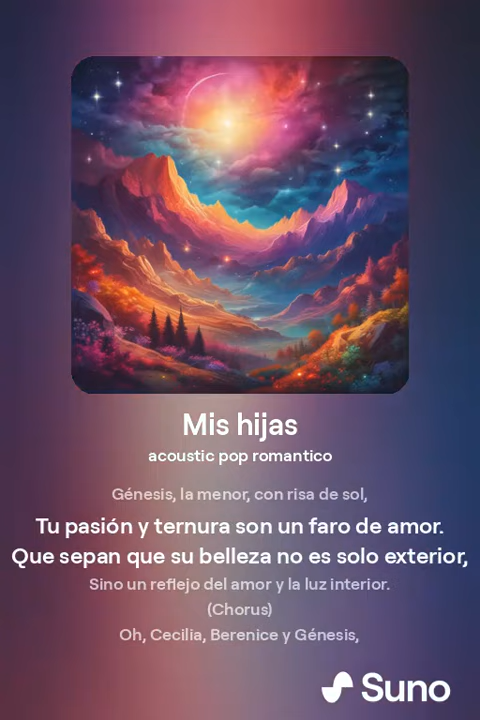 Mis hijas
acoustic pop romantico
Génesis, la menor, con risa de sol,
Tu pasión y ternura son un faro de amor.
Que sepan que su belleza no es solo exterior,
Sino un reflejo del amor y la luz interior.
(Chorus)
Oh, Cecilia, Berenice y Génesis,
Suno